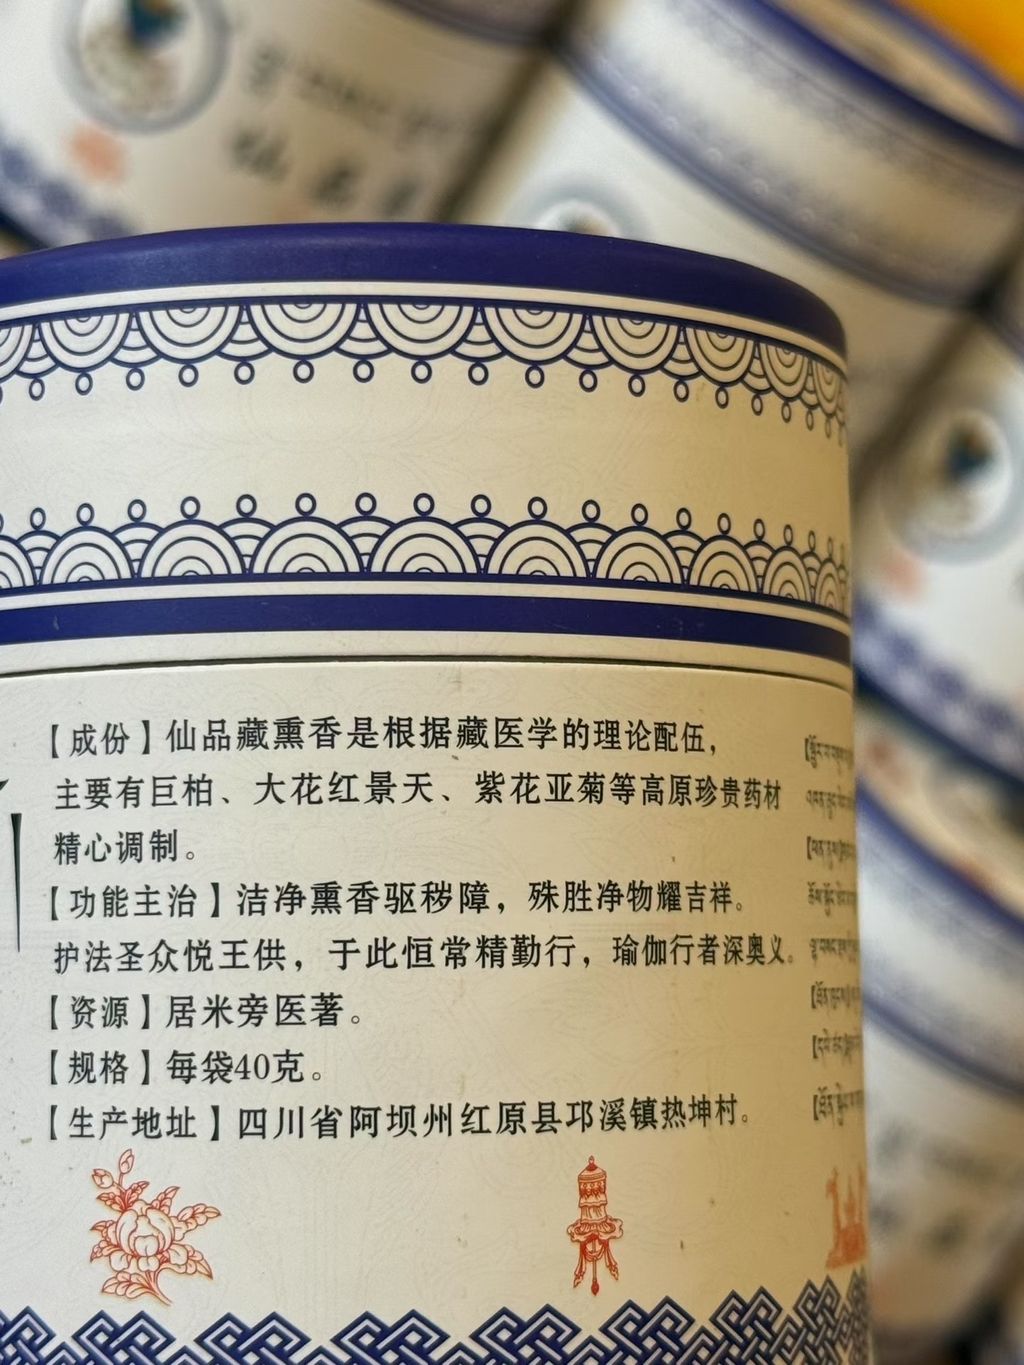 【成份】仙品藏熏香是根据藏医学的理论配伍，
主要有巨柏、大花红景天、紫花亚菊等高原珍贵药材
精心调制。
【功能主治】洁净熏香驱秽障，殊胜净物耀吉祥。
护法圣众悦王供，于此恒常精勤行，瑜伽行者深奥义。
【资源】居米旁医著。
【规格】每袋40克。
【生产地址】四川省阿坝州红原县邛溪镇热坤村。